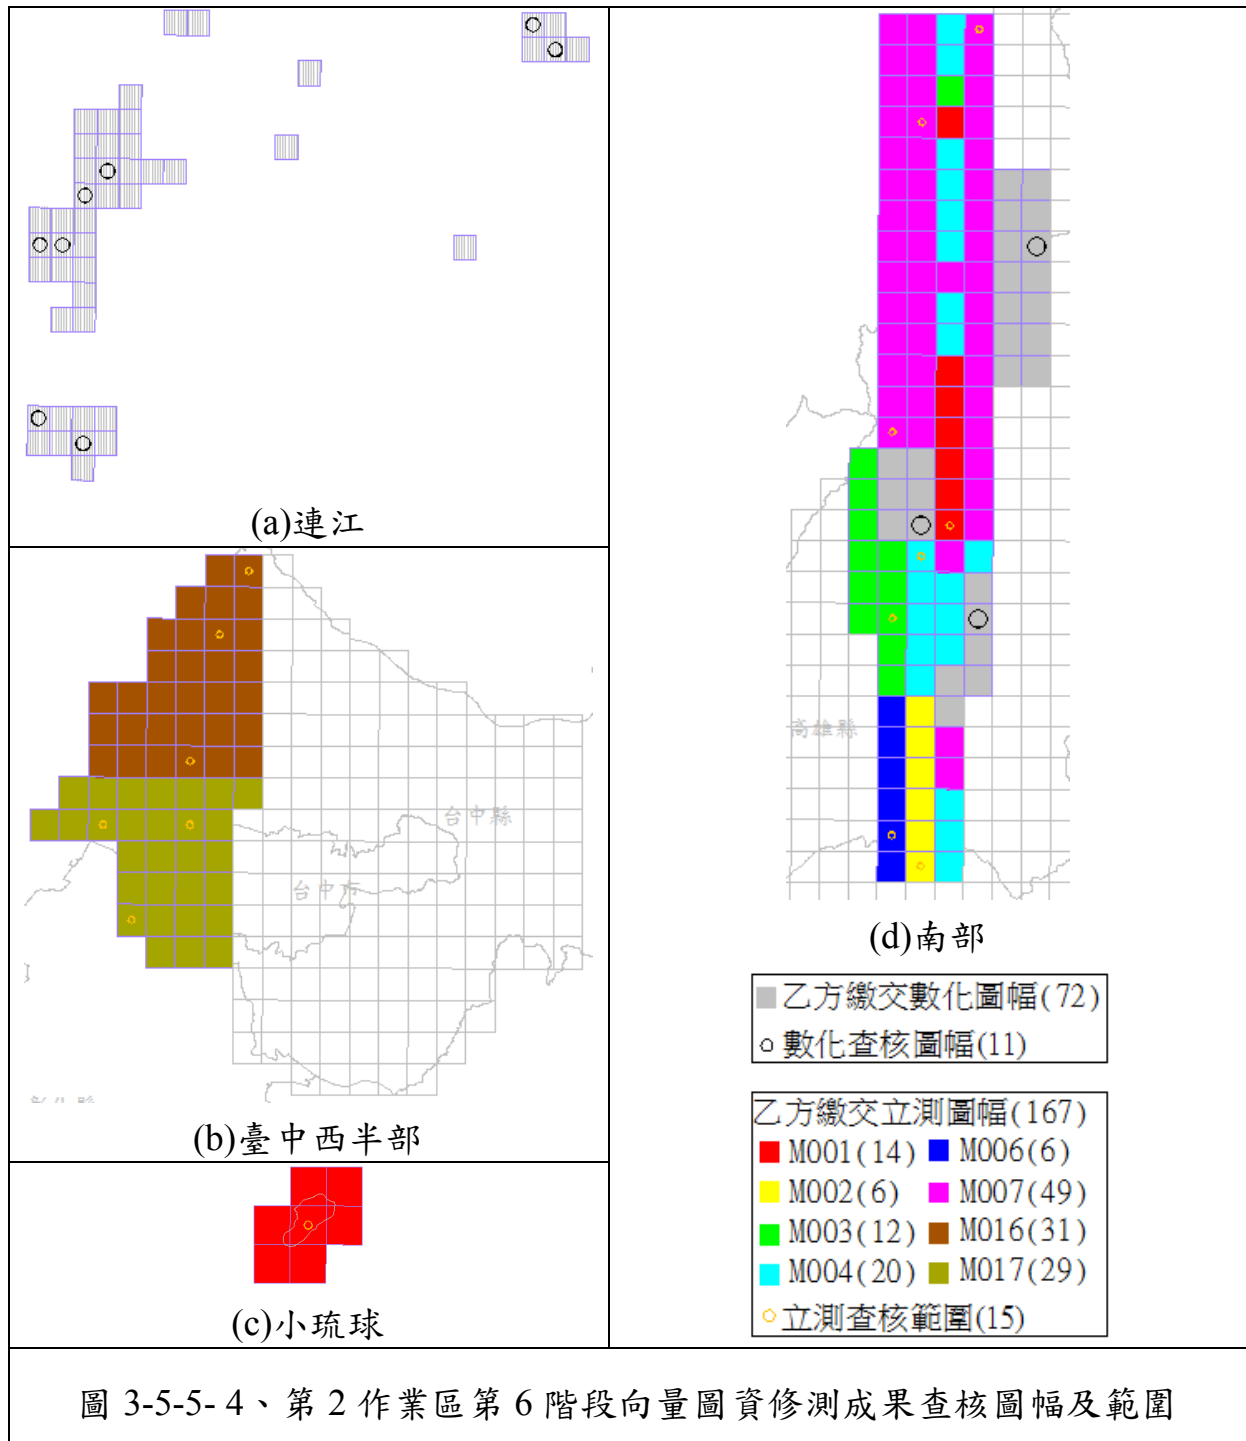 (a)連江
台中縣
台中市
彰化縣
(b)臺中西半部
(c)小琉球
高雄縣
(d)南部
乙方繳交數化圖幅(72)
數化查核圖幅(11)
乙方繳交立測圖幅(167)
M001(14) M006(6)
M002(6) M007(49)
M003(12) M016(31)
M004(20) M017(29)
立測查核範圍(15)
圖 3-5-5- 4、第 2 作業區第 6 階段向量圖資修測成果查核圖幅及範圍